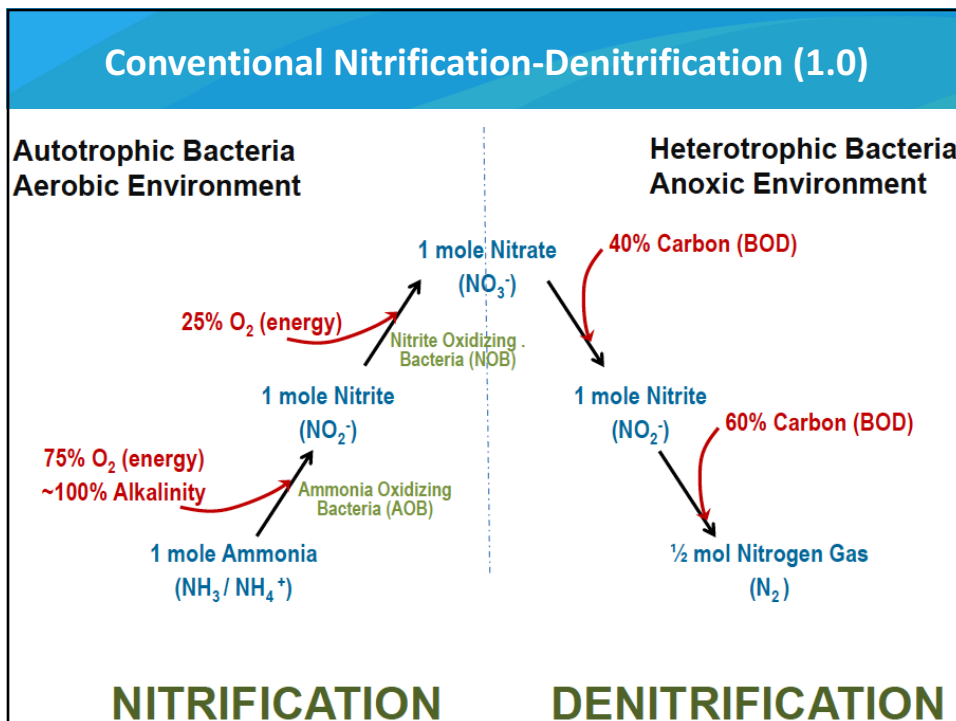 Conventional Nitrification-Denitrification (1.0)
Autotrophic Bacteria
Aerobic Environment
Heterotrophic Bacteria
Anoxic Environment
1 mole Nitrate
(NO₃⁻)
40% Carbon (BOD)
25% O₂ (energy)
Nitrite Oxidizing .
Bacteria (NOB)
1 mole Nitrite
(NO₂⁻)
1 mole Nitrite
(NO₂⁻)
60% Carbon (BOD)
75% O₂ (energy)
~100% Alkalinity
Ammonia Oxidizing
Bacteria (AOB)
1 mole Ammonia
(NH₃ / NH₄⁺)
½ mol Nitrogen Gas
(N₂)
NITRIFICATION
DENITRIFICATION